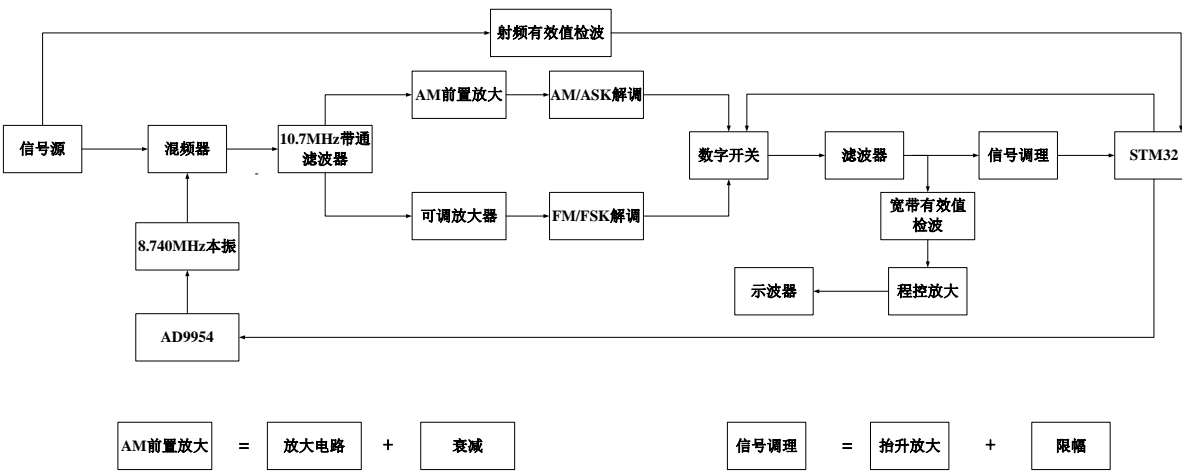 射频有效值检波
AM前置放大
AM/ASK解调
信号源
混频器
10.7MHz带通
滤波器
数字开关
滤波器
信号调理
STM32
可调放大器
FM/FSK解调
宽带有效值
检波
8.740MHz本振
示波器
程控放大
AD9954
AM前置放大 = 放大电路 + 衰减
信号调理 = 抬升放大 + 限幅